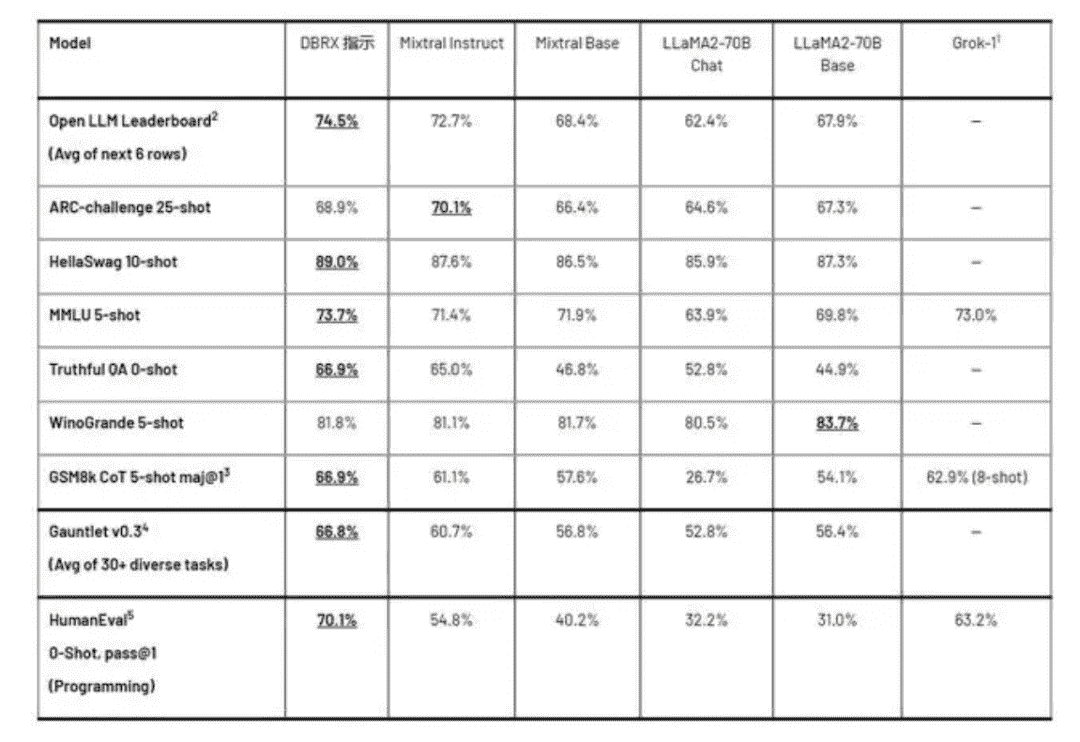 Model DBRX 指示 Mixtral Instruct Mixtral Base LLaMA2-70B Chat LLaMA2-70B Base Grok-1¹
Open LLM Leaderboard² 74.5% 72.7% 68.4% 62.4% 67.9% —
(Avg of next 6 rows)
ARC-challenge 25-shot 68.9% 70.1% 66.4% 64.6% 67.3% —
HellaSwag 10-shot 89.0% 87.6% 86.5% 85.9% 87.3% —
MMLU 5-shot 73.7% 71.4% 71.9% 63.9% 69.8% 73.0%
Truthful QA 0-shot 66.9% 65.0% 46.8% 52.8% 44.9% —
WinoGrande 5-shot 81.8% 81.1% 81.7% 80.5% 83.7% —
GSM8k CoT 5-shot maj@1³ 66.9% 61.1% 57.6% 26.7% 54.1% 62.9% (8-shot)
Gauntlet v0.3⁴ 66.8% 60.7% 56.8% 52.8% 56.4% —
(Avg of 30+ diverse tasks)
HumanEval⁵ 70.1% 54.8% 40.2% 32.2% 31.0% 63.2%
0-Shot, pass@1
(Programming)